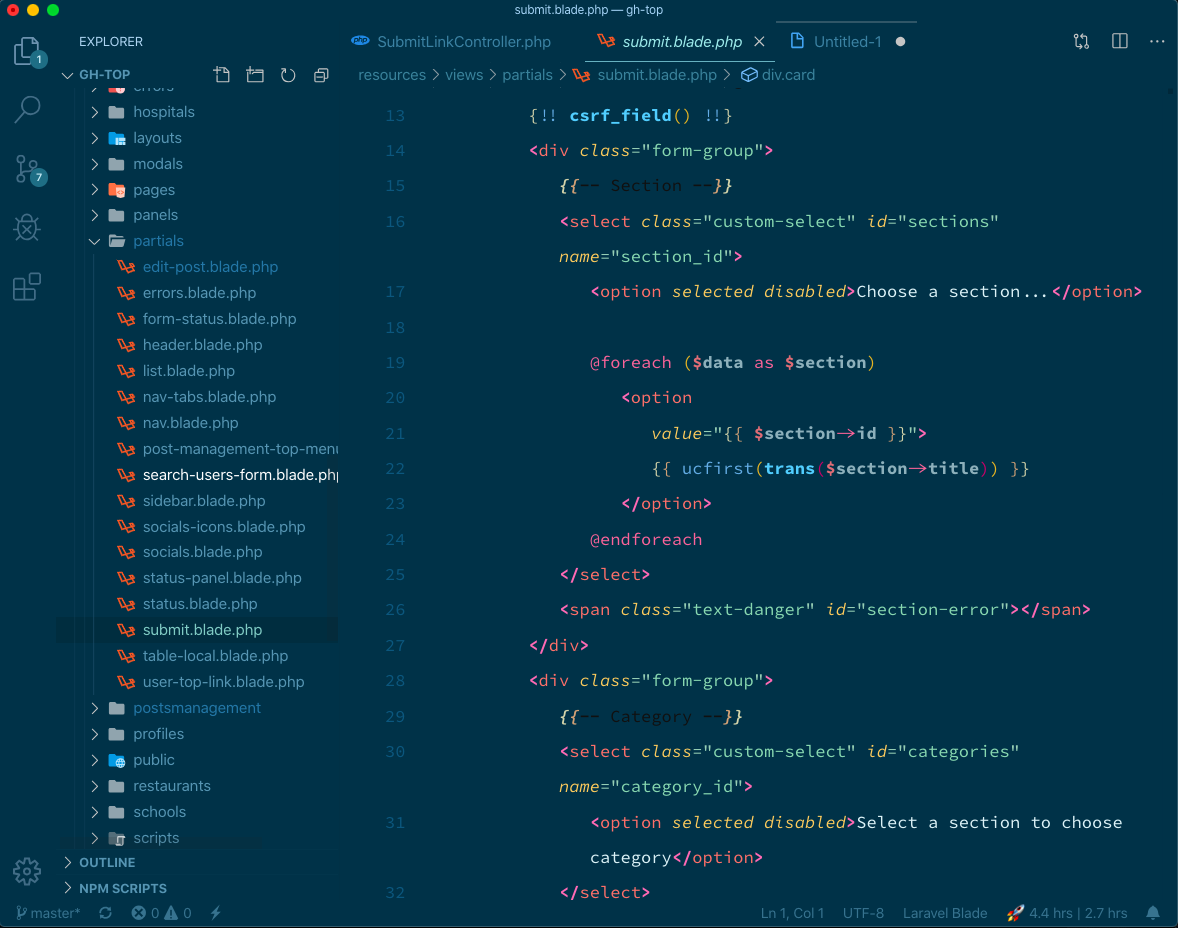 submit.blade.php — gh-top
EXPLORER
SubmitLinkController.php
submit.blade.php
Untitled-1
GH-TOP
resources > views > partials > submit.blade.php > div.card
errors
hospitals
layouts
modals
pages
panels
partials
edit-post.blade.php
errors.blade.php
form-status.blade.php
header.blade.php
list.blade.php
nav-tabs.blade.php
nav.blade.php
post-management-top-menu
search-users-form.blade.php
sidebar.blade.php
socials-icons.blade.php
socials.blade.php
status-panel.blade.php
status.blade.php
submit.blade.php
table-local.blade.php
user-top-link.blade.php
postsmanagement
profiles
public
restaurants
schools
scripts
OUTLINE
NPM SCRIPTS
1
7
13 {!! csrf_field() !!}
14 <div class="form-group">
15 {{-- Section --}}
16 <select class="custom-select" id="sections"
name="section_id">
17 <option selected disabled>Choose a section...</option>
18
19 @foreach ($data as $section)
20 <option
21 value="{{ $section->id }}">
22 {{ ucfirst(trans($section->title)) }}
23 </option>
24 @endforeach
25 </select>
26 <span class="text-danger" id="section-error"></span>
27 </div>
28 <div class="form-group">
29 {{-- Category --}}
30 <select class="custom-select" id="categories"
name="category_id">
31 <option selected disabled>Select a section to choose
category</option>
32 </select>
master* 0 0 Ln 1, Col 1 UTF-8 Laravel Blade 🚀 4.4 hrs | 2.7 hrs